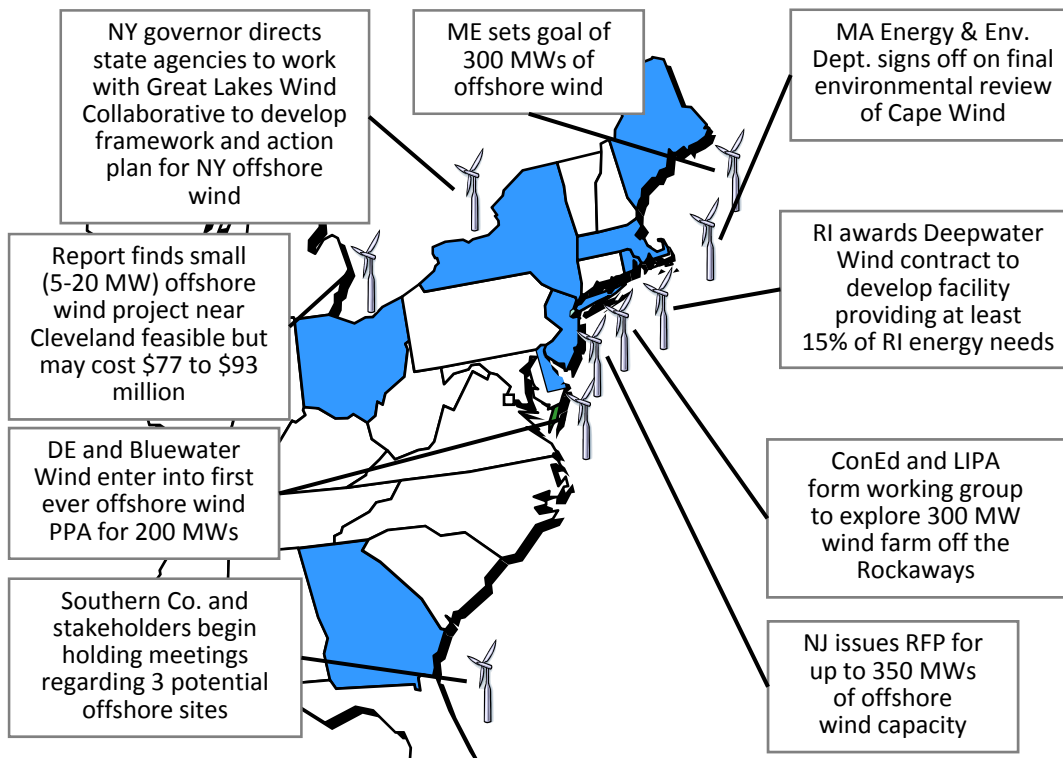 NY governor directs
state agencies to work
with Great Lakes Wind
Collaborative to develop
framework and action
plan for NY offshore
wind
ME sets goal of
300 MWs of
offshore wind
MA Energy & Env.
Dept. signs off on final
environmental review
of Cape Wind
Report finds small
(5-20 MW) offshore
wind project near
Cleveland feasible but
may cost $77 to $93
million
RI awards Deepwater
Wind contract to
develop facility
providing at least
15% of RI energy needs
DE and Bluewater
Wind enter into first
ever offshore wind
PPA for 200 MWs
ConEd and LIPA
form working group
to explore 300 MW
wind farm off the
Rockaways
Southern Co. and
stakeholders begin
holding meetings
regarding 3 potential
offshore sites
NJ issues RFP for
up to 350 MWs
of offshore
wind capacity